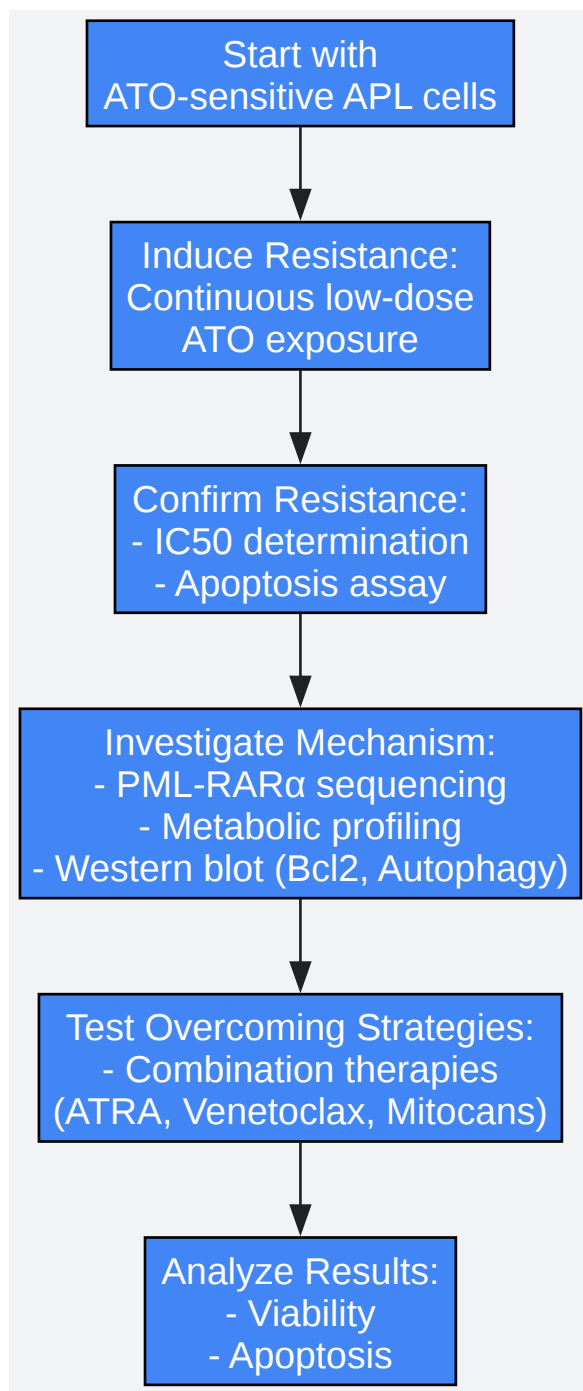 Start with
ATO-sensitive APL cells
Induce Resistance:
Continuous low-dose
ATO exposure
Confirm Resistance:
- IC50 determination
- Apoptosis assay
Investigate Mechanism:
- PML-RARα sequencing
- Metabolic profiling
- Western blot (Bcl2, Autophagy)
Test Overcoming Strategies:
- Combination therapies
(ATRA, Venetoclax, Mitocans)
Analyze Results:
- Viability
- Apoptosis